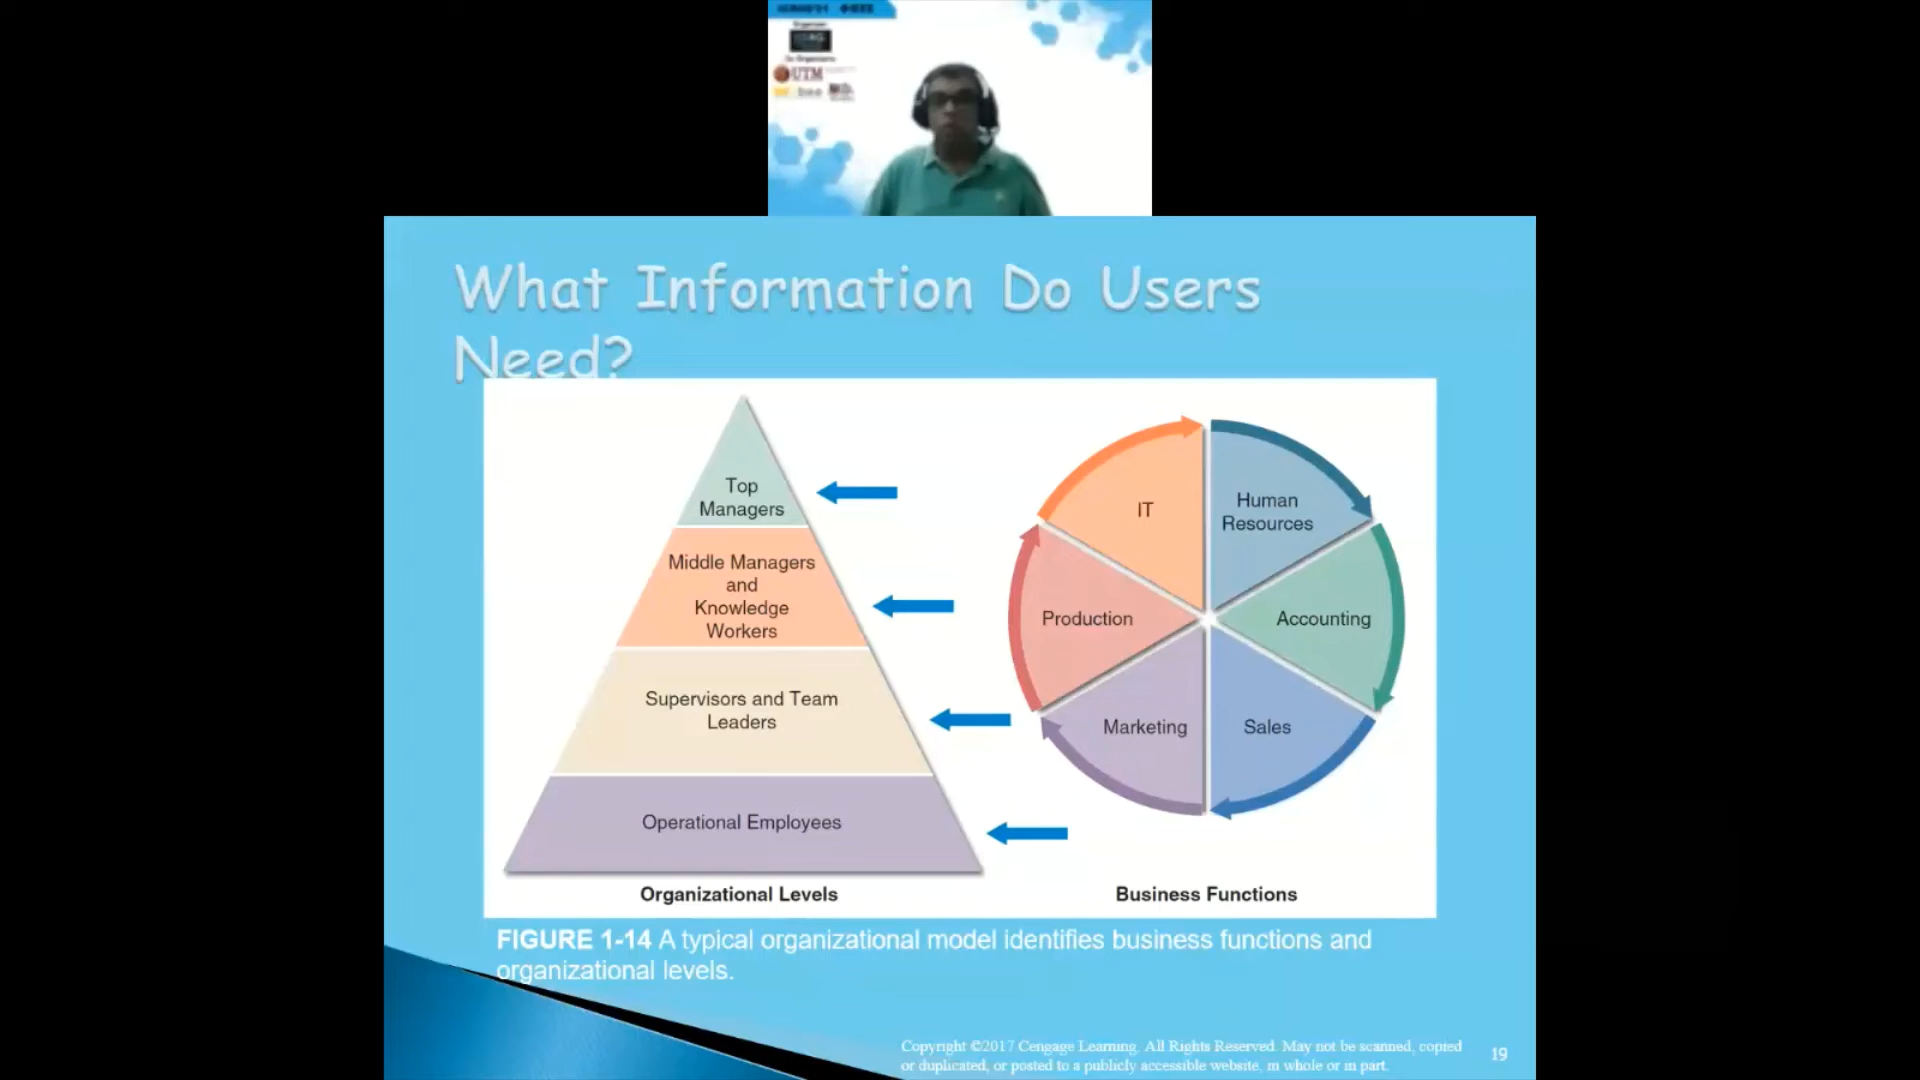 UTM
What Information Do Users
Need?
Top
Managers
Middle Managers
and
Knowledge
Workers
Supervisors and Team
Leaders
Operational Employees
Organizational Levels
IT
Human
Resources
Production
Accounting
Marketing
Sales
Business Functions
FIGURE 1-14 A typical organizational model identifies business functions and
organizational levels.
Copyright ©2017 Cengage Learning. All Rights Reserved. May not be scanned, copied
or duplicated, or posted to a publicly accessible website, in whole or in part.
19